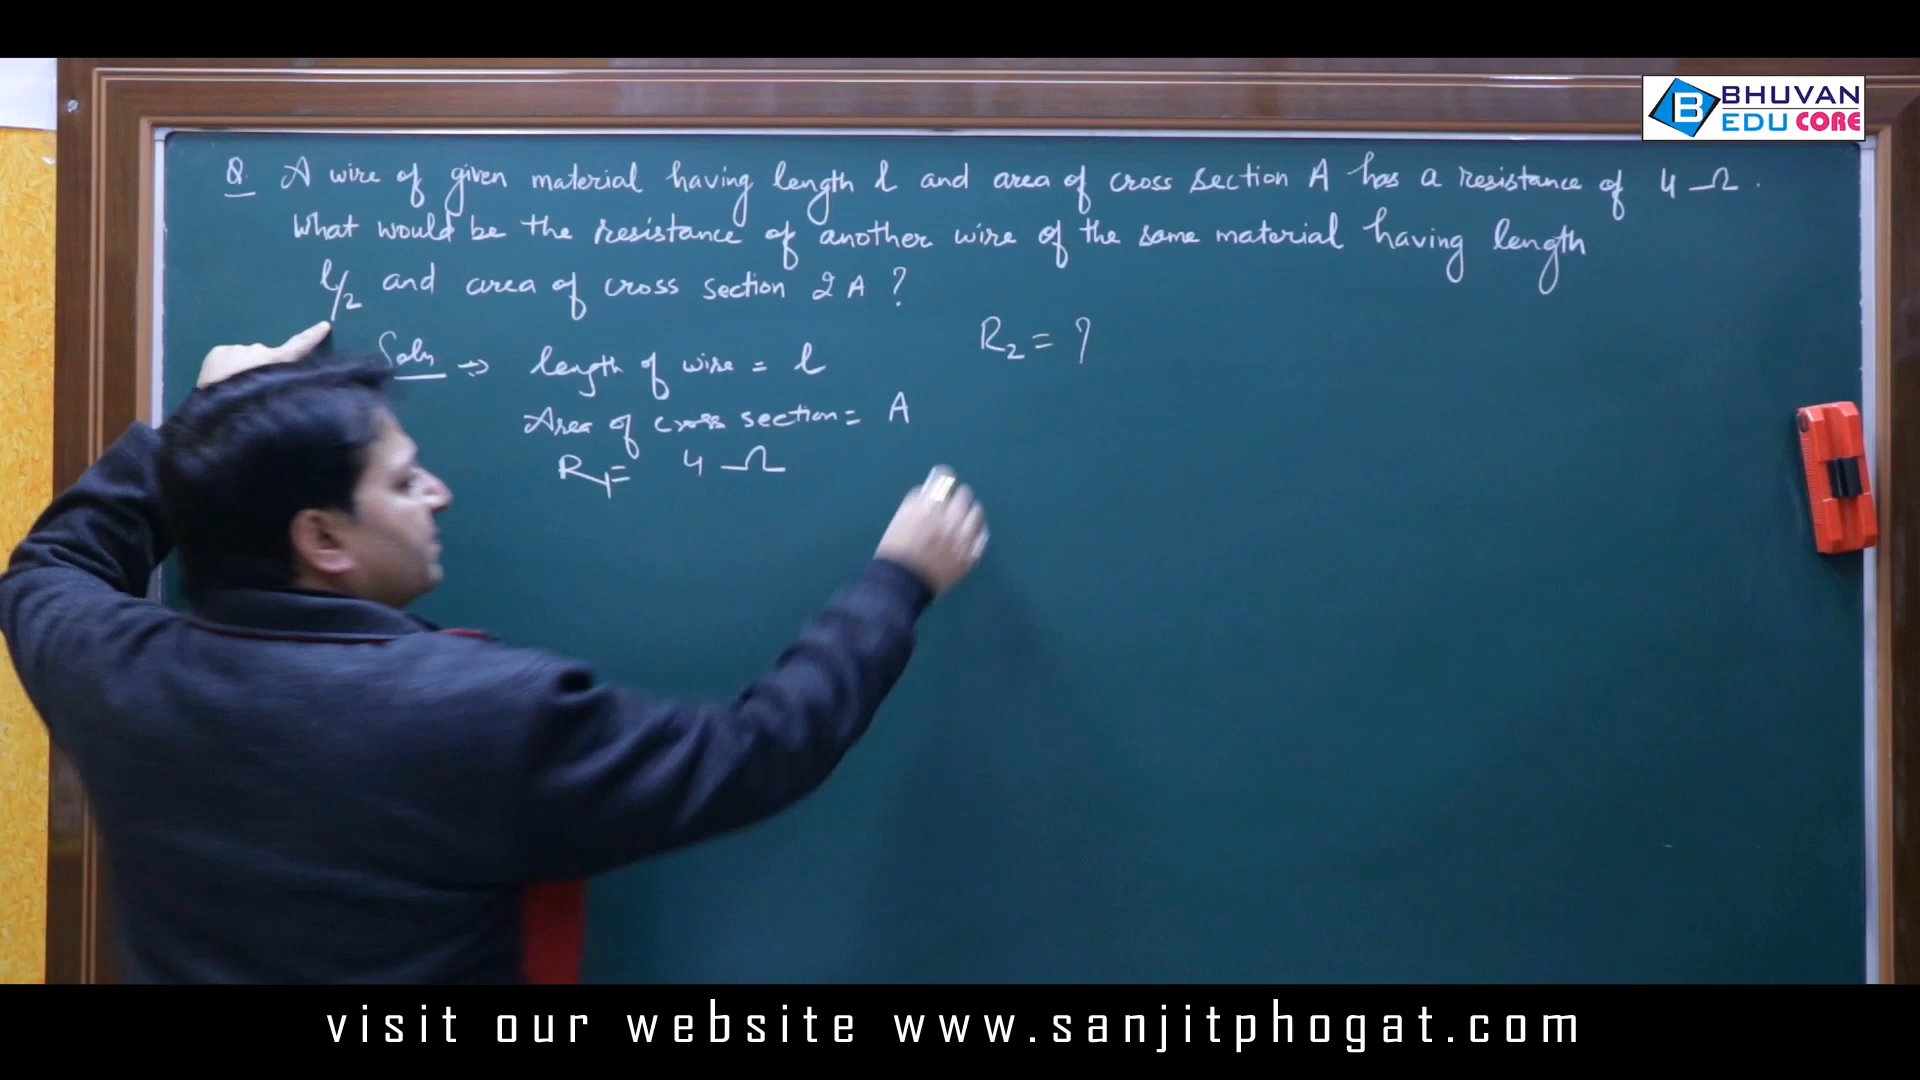 BHUVAN
EDU CORE
Q. A wire of given material having length l and area of cross section A has a resistance of 4 Ω.
What would be the resistance of another wire of the same material having length
l/2 and area of cross section 2A ?
Soln → length of wire = l
R₂ = ?
Area of cross section = A
R₁ = 4 Ω
visit our website www.sanjitphogat.com